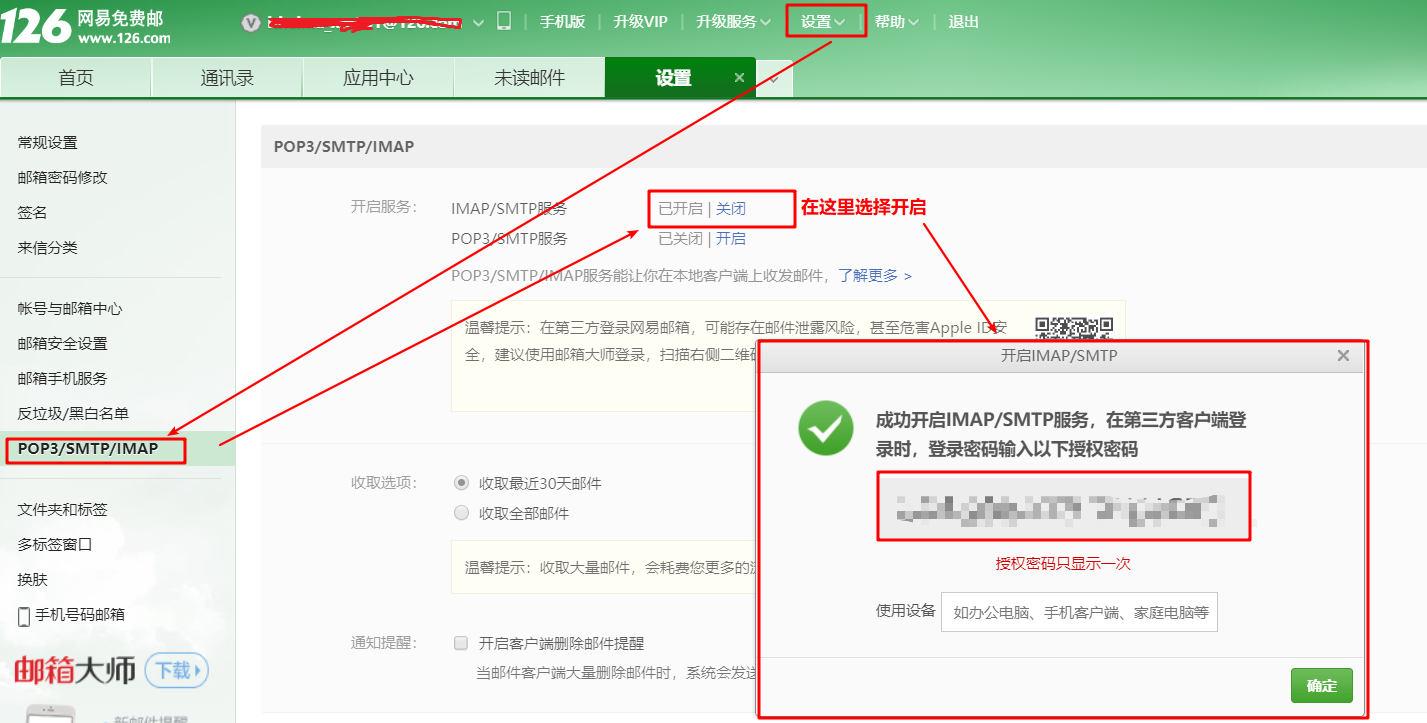 126 网易免费邮
www.126.com
手机版 升级VIP 升级服务 设置 帮助 退出
首页 通讯录 应用中心 未读邮件 设置
常规设置
邮箱密码修改
签名
来信分类
帐号与邮箱中心
邮箱安全设置
邮箱手机服务
反垃圾/黑白名单
POP3/SMTP/IMAP
文件夹和标签
多标签窗口
换肤
手机号码邮箱
邮箱大师 下载
新邮件提醒
POP3/SMTP/IMAP
开启服务: IMAP/SMTP服务 已开启 | 关闭 在这里选择开启
POP3/SMTP服务 已关闭 | 开启
POP3/SMTP/IMAP服务能让你在本地客户端上收发邮件，了解更多 >
温馨提示：在第三方登录网易邮箱，可能存在邮件泄露风险，甚至危害Apple ID安
全，建议使用邮箱大师登录，扫描右侧二维
收取选项: 收取最近30天邮件
收取全部邮件
温馨提示：收取大量邮件，会耗费您更多的
通知提醒: 开启客户端删除邮件提醒
当邮件客户端大量删除邮件时，系统会发送
开启IMAP/SMTP
成功开启IMAP/SMTP服务，在第三方客户端登
录时，登录密码输入以下授权密码
授权密码只显示一次
使用设备 如办公电脑、手机客户端、家庭电脑等
确定